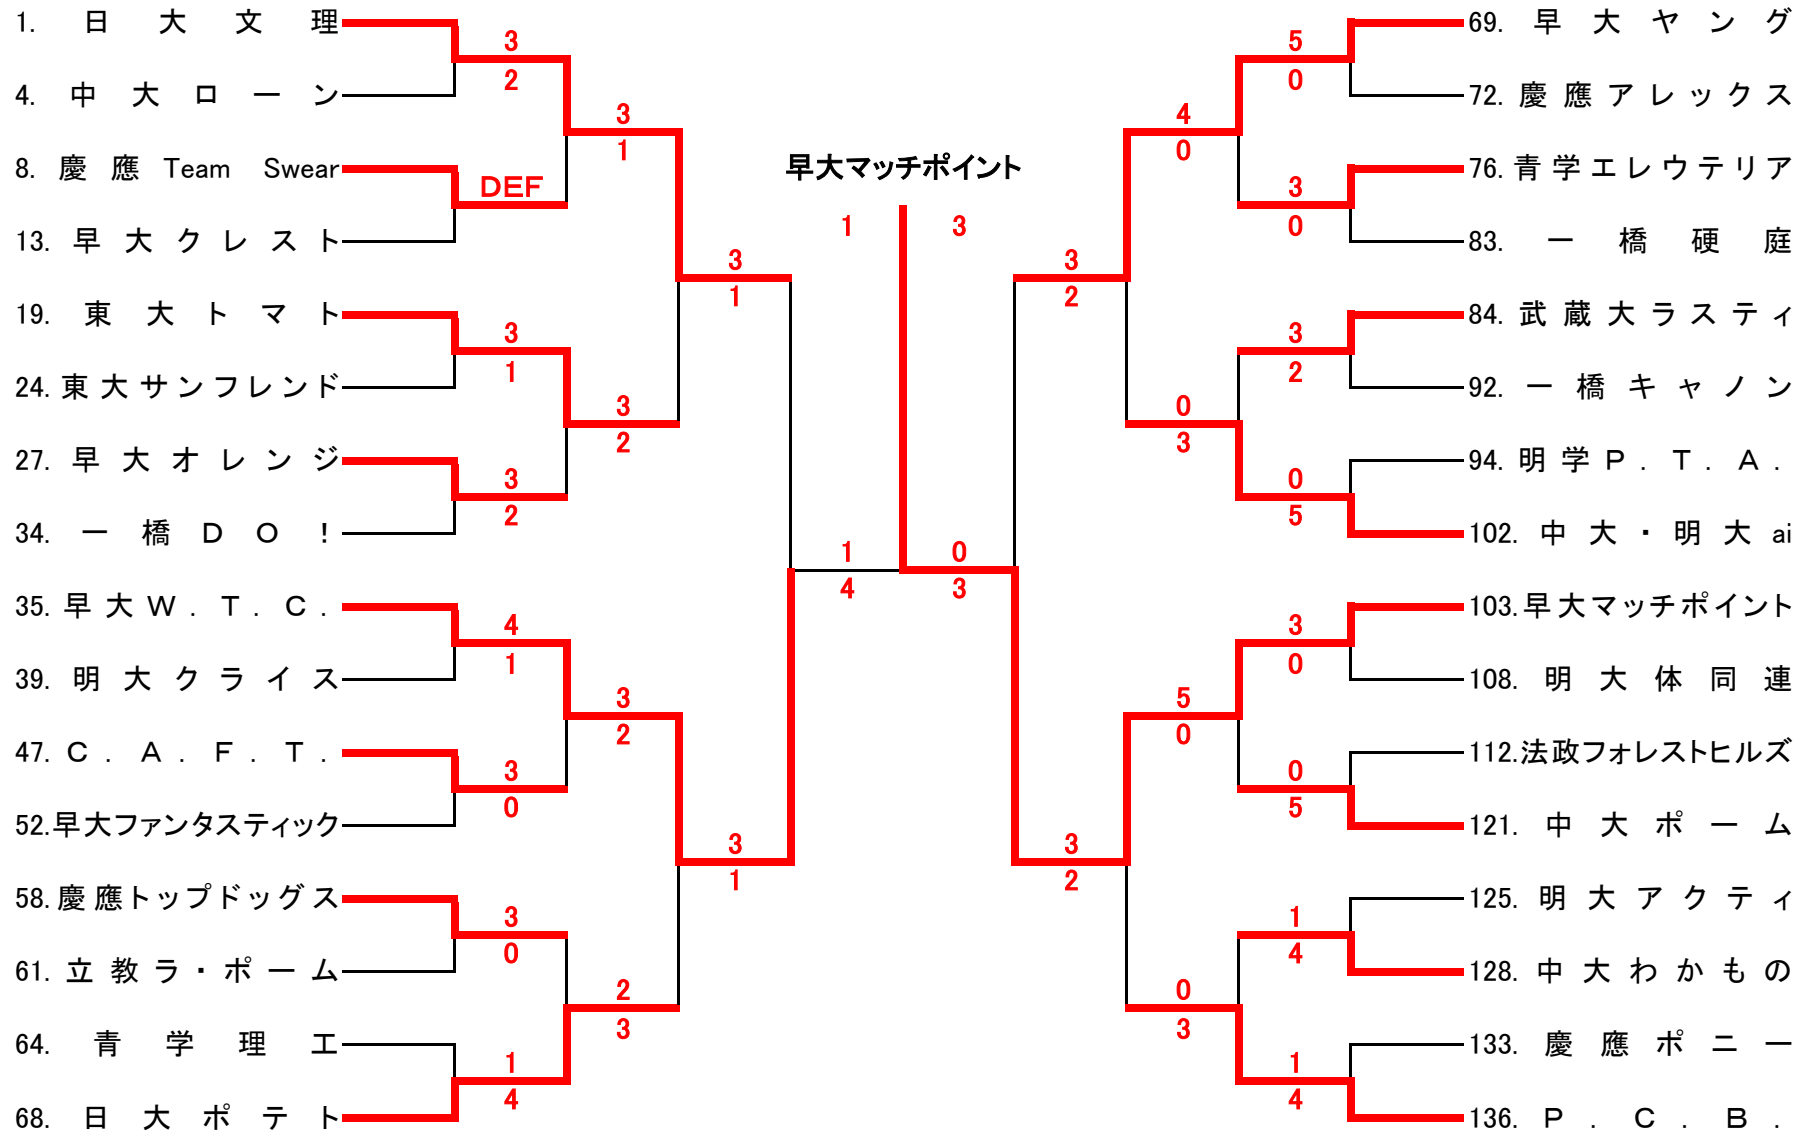 1. 日大文理
3
2
4. 中大ローン
3
1
8. 慶應 Team Swear
DEF
13. 早大クレスト
3
1
19. 東大トマト
3
1
24. 東大サンフレンド
3
2
27. 早大オレンジ
3
2
34. 一橋DO!
1
4
35. 早大W.T.C.
4
1
39. 明大クライス
3
2
47. C.A.F.T.
3
0
52. 早大ファンタスティック
3
1
58. 慶應トップドッグス
3
0
61. 立教ラ・ポーム
2
3
64. 青学理工
1
4
68. 日大ポテト
早大マッチポイント
1 3
69. 早大ヤング
5
0
72. 慶應アレックス
4
0
76. 青学エレウテリア
3
0
83. 一橋硬庭
3
2
84. 武蔵大ラスティ
3
2
92. 一橋キャノン
0
3
94. 明学P.T.A.
0
5
102. 中大・明大ai
0
3
103. 早大マッチポイント
3
0
108. 明大体同連
5
0
112. 法政フォレストヒルズ
0
5
121. 中大ポーム
3
2
125. 明大アクティ
1
4
128. 中大わかもの
0
3
133. 慶應ポニー
1
4
136. P.C.B.